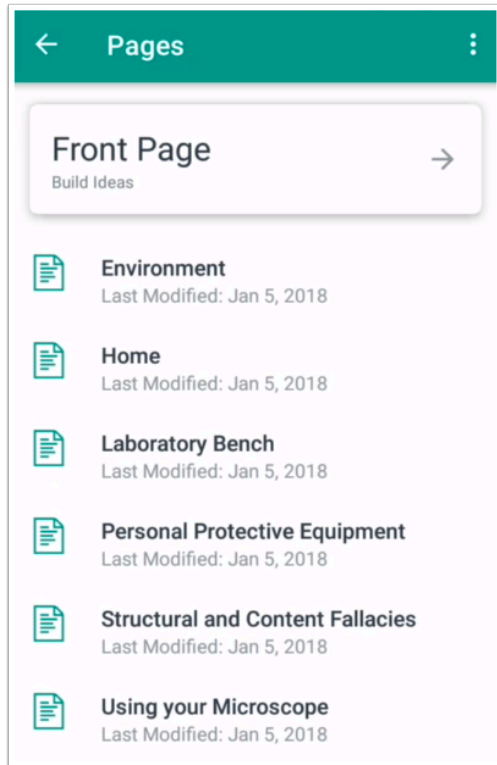 Pages
Front Page
Build Ideas
Environment
Last Modified: Jan 5, 2018
Home
Last Modified: Jan 5, 2018
Laboratory Bench
Last Modified: Jan 5, 2018
Personal Protective Equipment
Last Modified: Jan 5, 2018
Structural and Content Fallacies
Last Modified: Jan 5, 2018
Using your Microscope
Last Modified: Jan 5, 2018